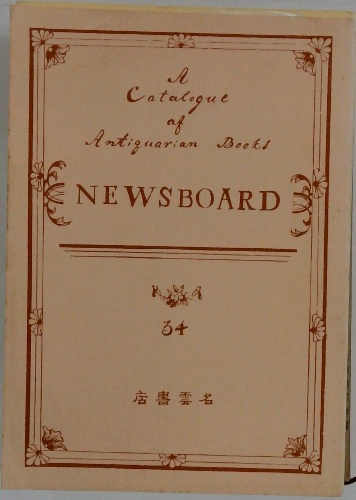 A
Catalogue
of
Antiquarian Books
NEWSBOARD
34
店書雲名